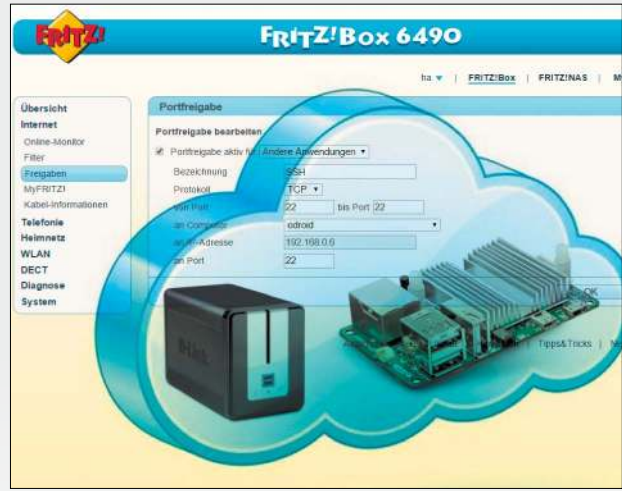 FRITZ!
FRITZ!Box 6490
ha | FRITZ!Box | FRITZ!NAS | M
Übersicht
Internet
Online-Monitor
Filter
Freigaben
MyFRITZ!
Kabel-Informationen
Telefonie
Heimnetz
WLAN
DECT
Diagnose
System
Portfreigabe
Portfreigabe bearbeiten
Portfreigabe aktiv für Andere Anwendungen
Bezeichnung SSH
Protokoll TCP
von Port 22 bis Port 22
an Computer odroid
an IP-Adresse 192.168.0.6
an Port 22
OK
Tipps&Tricks |